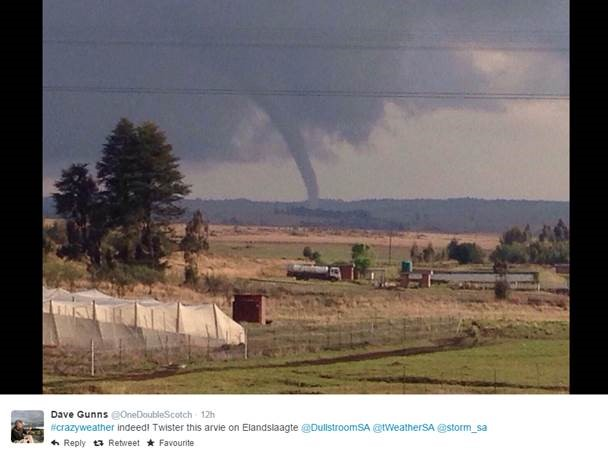 Dave Gunns @OneDoubleScotch · 12h
#crazyweather indeed! Twister this arvie on Elandslaagte @DullstroomSA @tWeatherSA @storm_sa
Reply Retweet Favourite